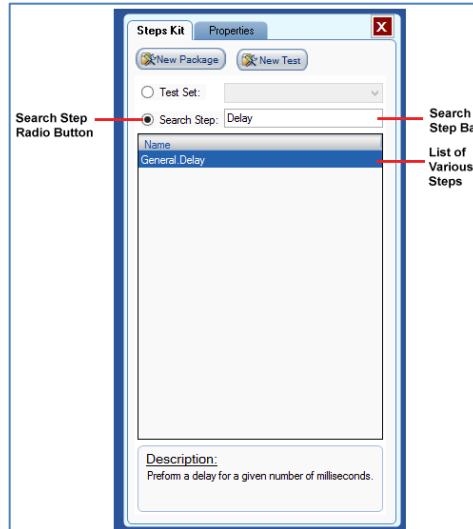 Steps Kit Properties X
New Package New Test
Test Set:
Search Step: Delay
Search Step
Radio Button
Search
Step Ba
Name
General.Delay
List of
Various
Steps
Description:
Preform a delay for a given number of milliseconds.